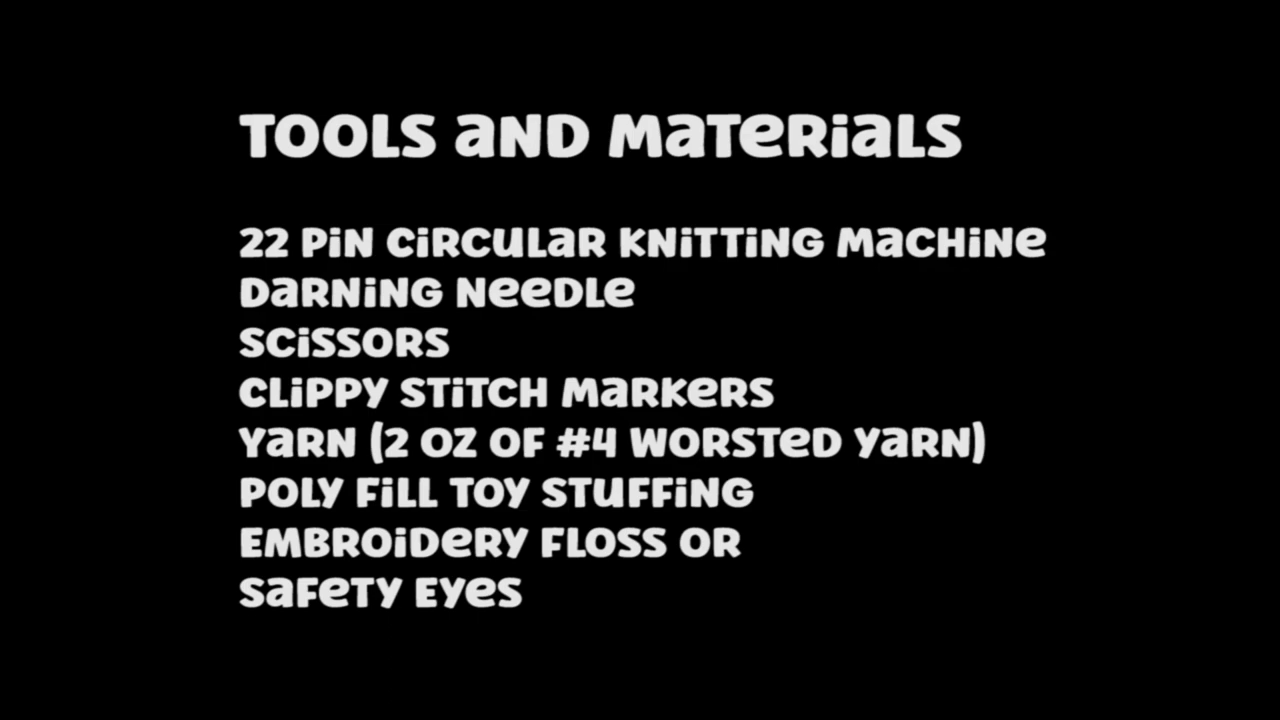 Tools and Materials
22 Pin Circular Knitting Machine
Darning Needle
Scissors
Clippy Stitch Markers
Yarn (2 oz of #4 Worsted Yarn)
Poly Fill Toy Stuffing
Embroidery Floss or
Safety Eyes